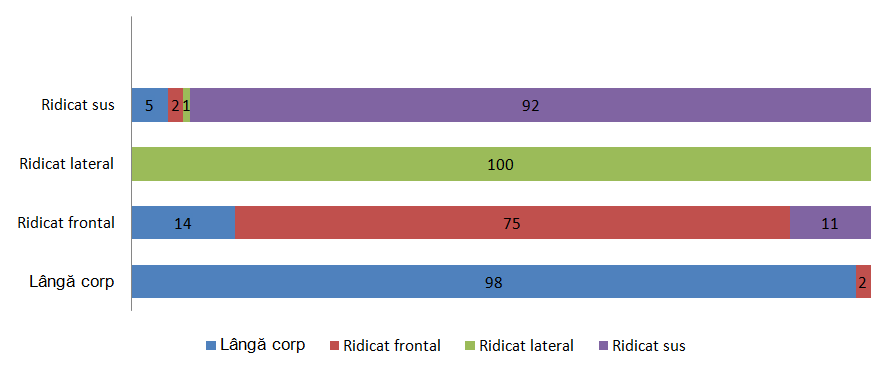 Ridicat sus 5 2 1 92
Ridicat lateral 100
Ridicat frontal 14 75 11
Lângă corp 98 2
Lângă corp Ridicat frontal Ridicat lateral Ridicat sus